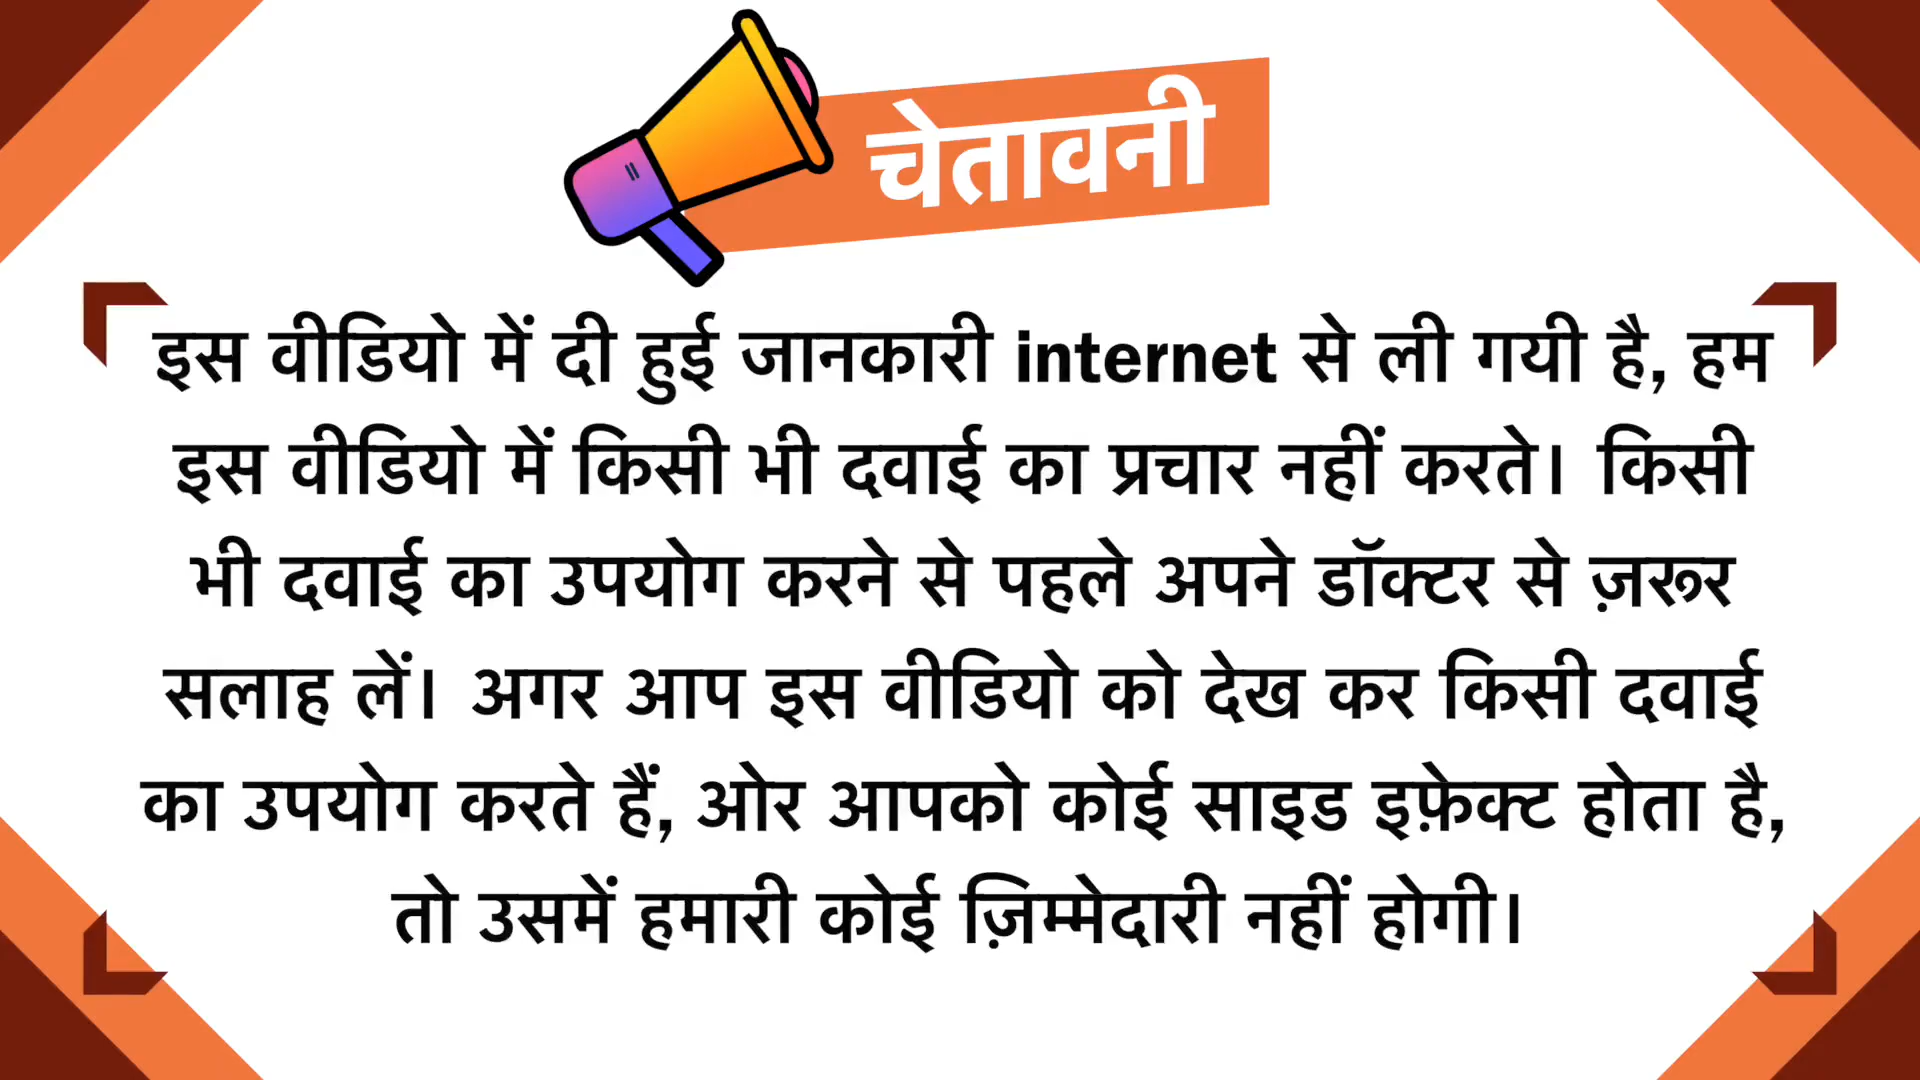 चेतावनी
इस वीडियो में दी हुई जानकारी internet से ली गयी है, हम
इस वीडियो में किसी भी दवाई का प्रचार नहीं करते। किसी
भी दवाई का उपयोग करने से पहले अपने डॉक्टर से ज़रूर
सलाह लें। अगर आप इस वीडियो को देख कर किसी दवाई
का उपयोग करते हैं, ओर आपको कोई साइड इफ़ेक्ट होता है,
तो उसमें हमारी कोई ज़िम्मेदारी नहीं होगी।